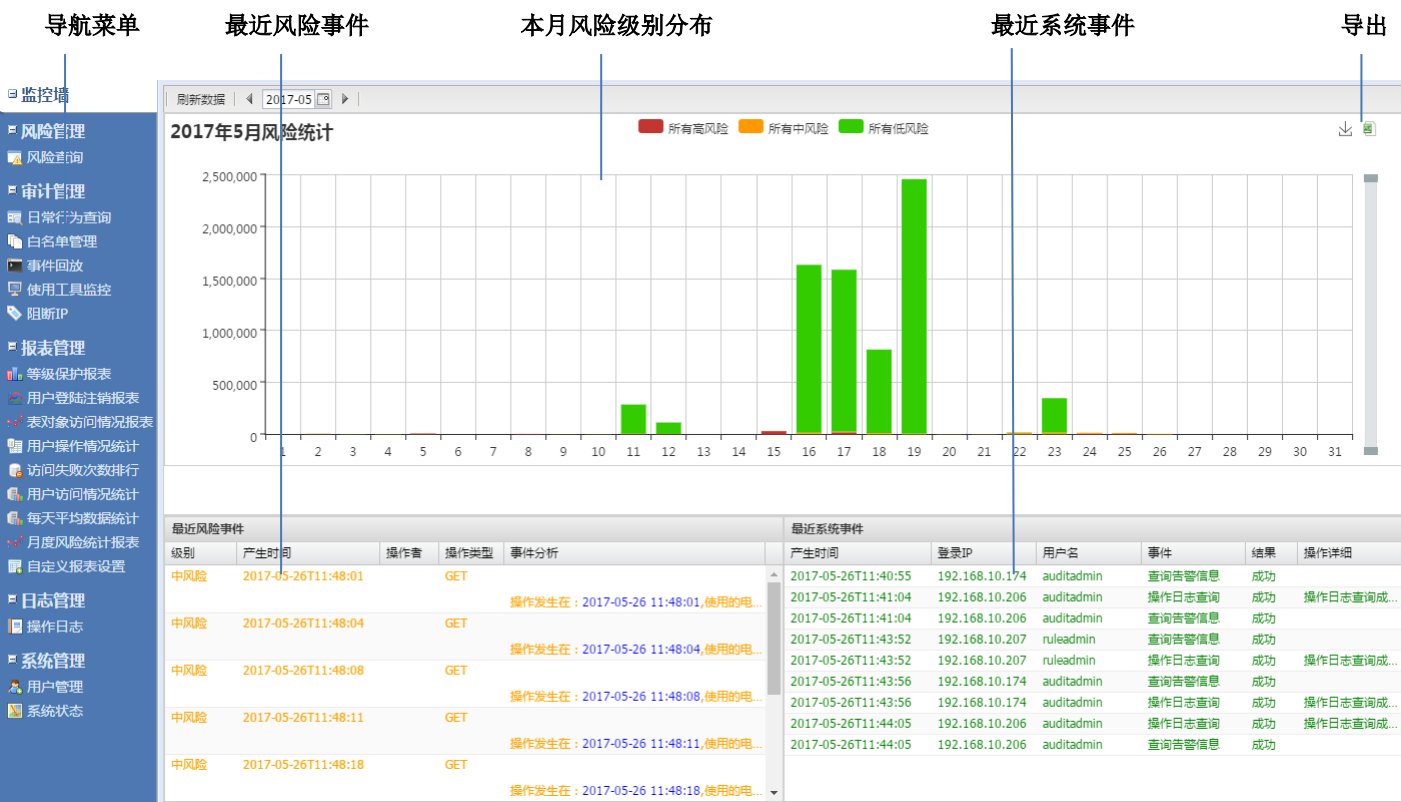 导航菜单 最近风险事件 本月风险级别分布 最近系统事件 导出
监控墙
风险管理
风险查询
审计管理
日常行为查询
白名单管理
事件回放
使用工具监控
阻断IP
报表管理
等级保护报表
用户登陆注销报表
表对象访问情况报表
用户操作情况统计
访问失败次数排行
用户访问情况统计
每天平均数据统计
月度风险统计报表
自定义报表设置
日志管理
操作日志
系统管理
用户管理
系统状态
刷新数据 2017-05
2017年5月风险统计
所有高风险 所有中风险 所有低风险
2,500,000
2,000,000
1,500,000
1,000,000
500,000
0
1 2 3 4 5 6 7 8 9 10 11 12 13 14 15 16 17 18 19 20 21 22 23 24 25 26 27 28 29 30 31
最近风险事件
级别 产生时间 操作者 操作类型 事件分析
中风险 2017-05-26T11:48:01 GET
操作发生在：2017-05-26 11:48:01,使用的电...
中风险 2017-05-26T11:48:04 GET
操作发生在：2017-05-26 11:48:04,使用的电...
中风险 2017-05-26T11:48:08 GET
操作发生在：2017-05-26 11:48:08,使用的电...
中风险 2017-05-26T11:48:11 GET
操作发生在：2017-05-26 11:48:11,使用的电...
中风险 2017-05-26T11:48:18 GET
操作发生在：2017-05-26 11:48:18,使用的电...
最近系统事件
产生时间 登录IP 用户名 事件 结果 操作详细
2017-05-26T11:40:55 192.168.10.174 auditadmin 查询告警信息 成功
2017-05-26T11:41:04 192.168.10.206 auditadmin 操作日志查询 成功 操作日志查询成...
2017-05-26T11:41:04 192.168.10.206 auditadmin 查询告警信息 成功
2017-05-26T11:43:52 192.168.10.207 ruleadmin 查询告警信息 成功
2017-05-26T11:43:52 192.168.10.207 ruleadmin 操作日志查询 成功 操作日志查询成...
2017-05-26T11:43:56 192.168.10.174 auditadmin 查询告警信息 成功
2017-05-26T11:43:56 192.168.10.174 auditadmin 操作日志查询 成功 操作日志查询成...
2017-05-26T11:44:05 192.168.10.206 auditadmin 操作日志查询 成功 操作日志查询成...
2017-05-26T11:44:05 192.168.10.206 auditadmin 查询告警信息 成功